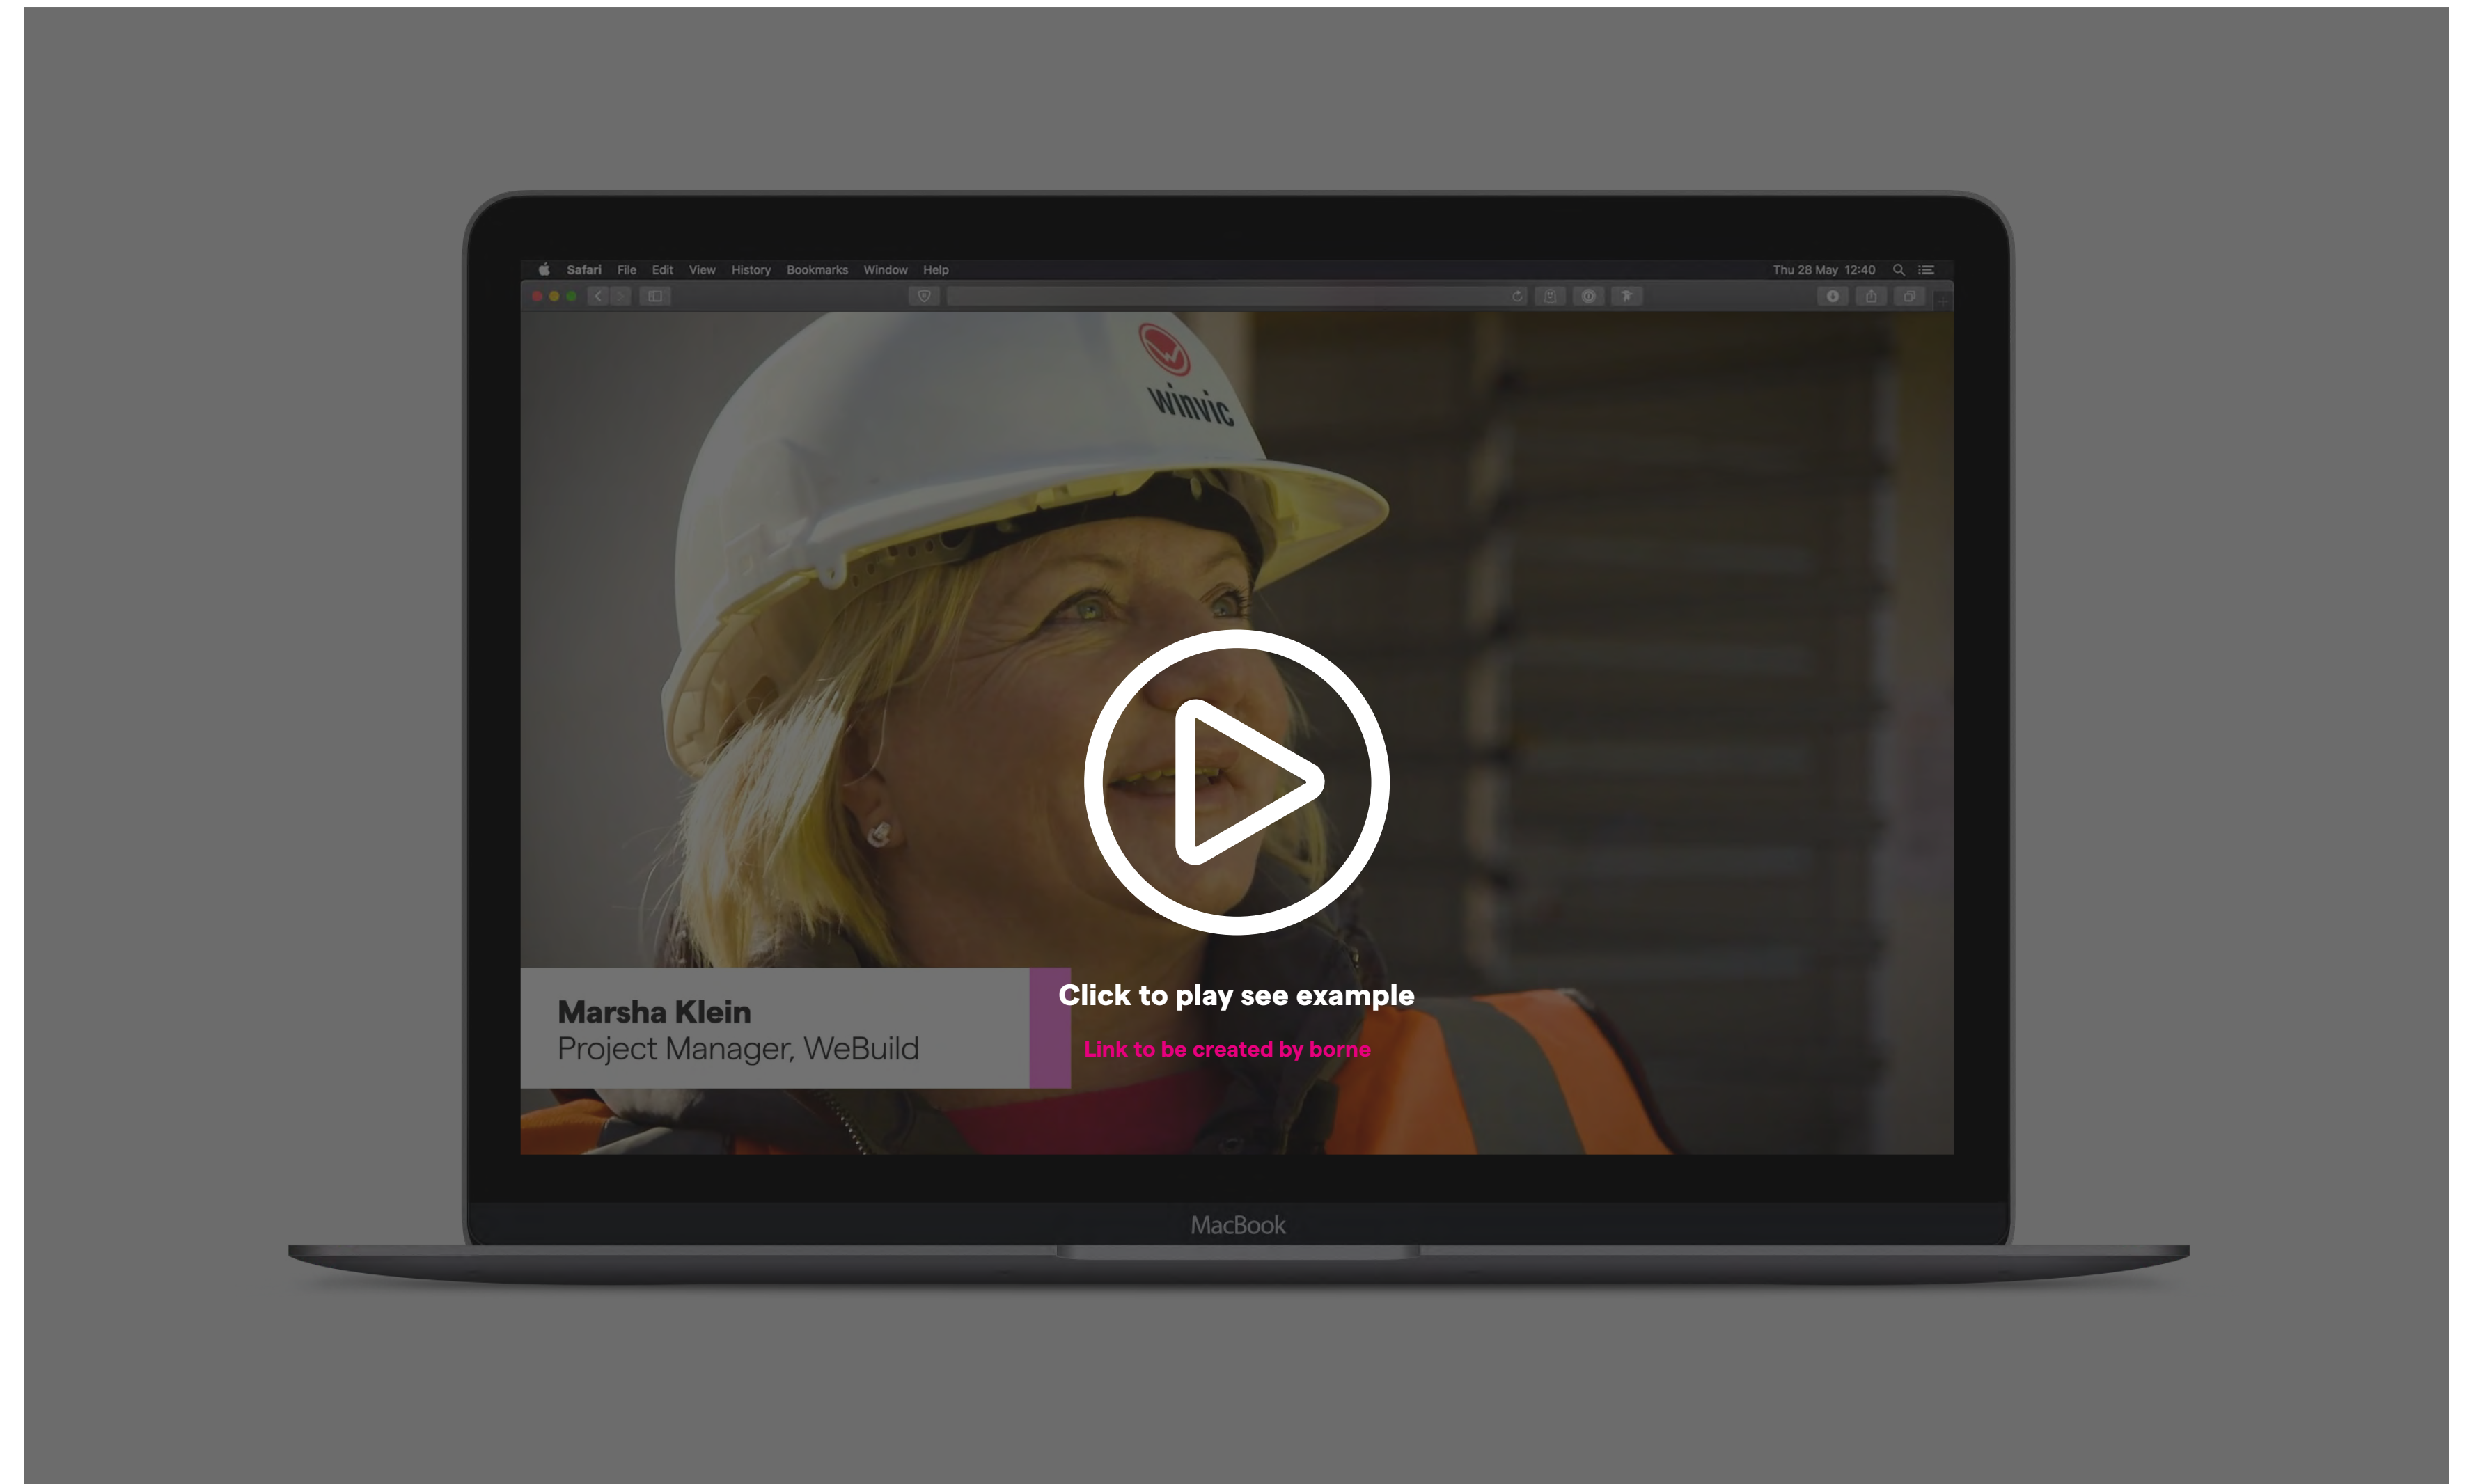 Safari File Edit View History Bookmarks Window Help
Thu 28 May 12:40
winvic
Click to play see example
Marsha Klein
Project Manager, WeBuild
Link to be created by borne
MacBook